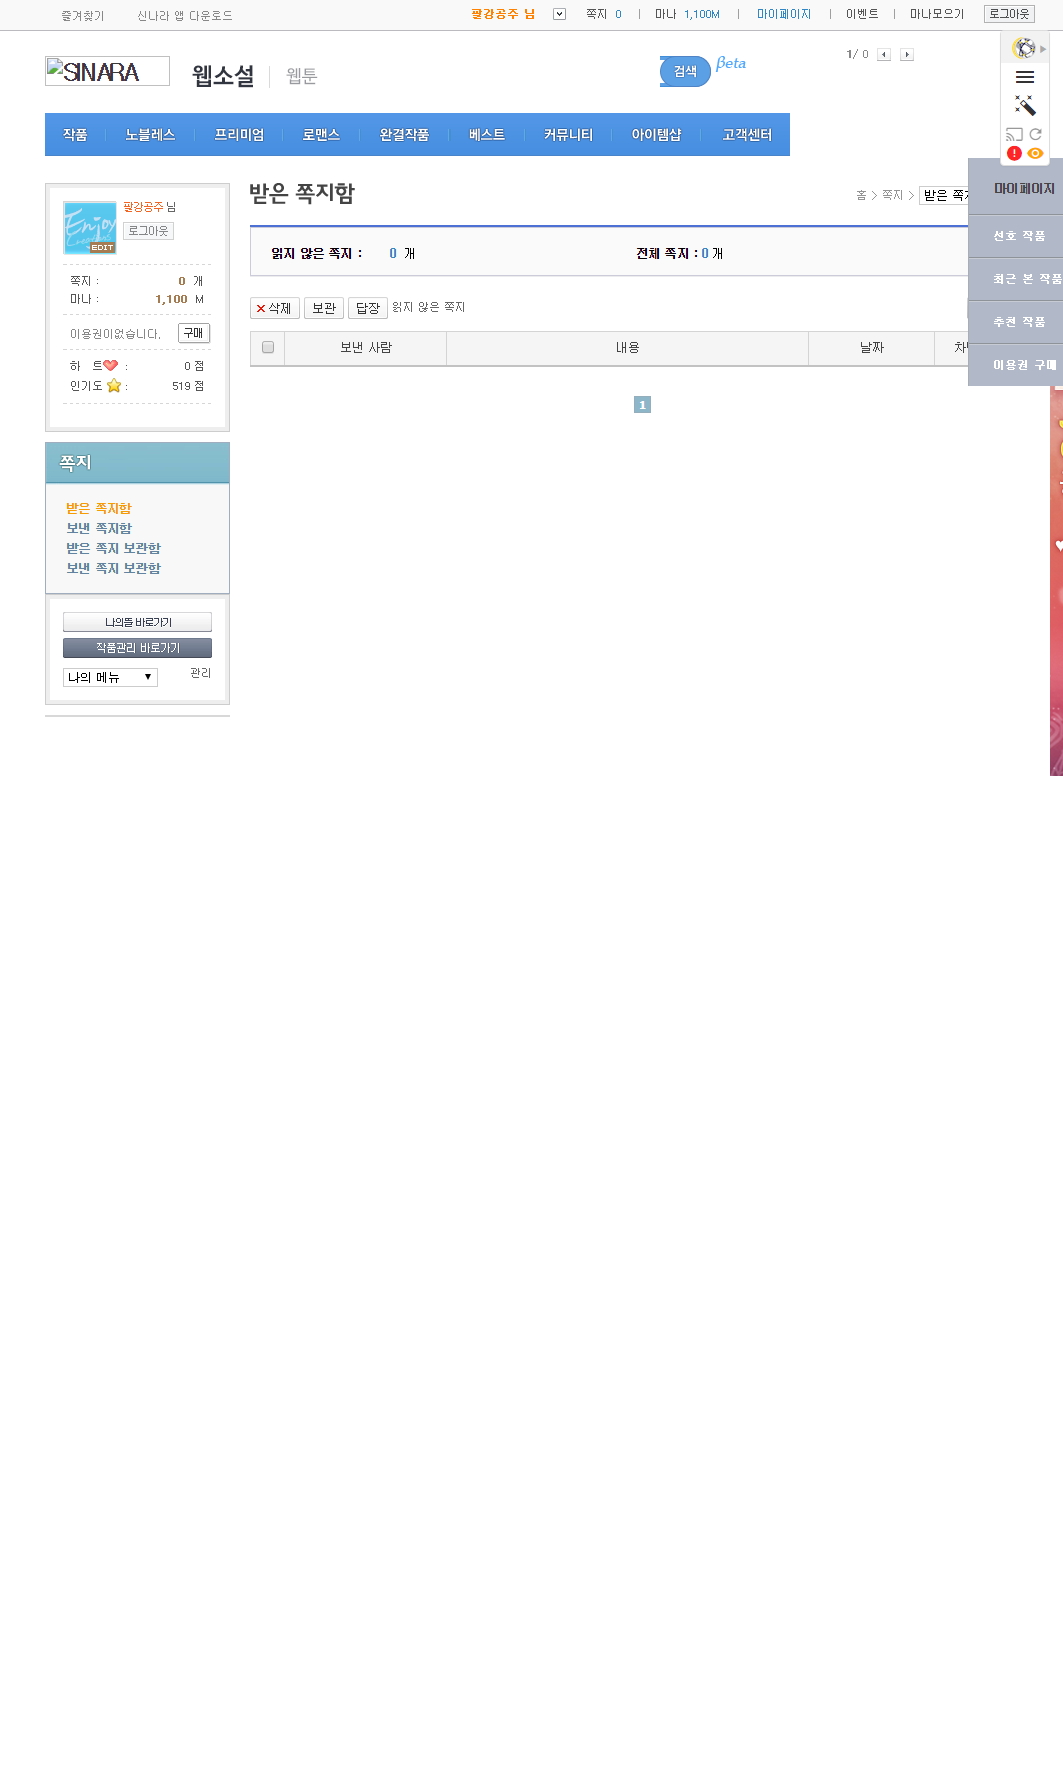 즐겨찾기 신나라 앱 다운로드 팔강공주 님 쪽지 0 마나 1,100M 마이페이지 이벤트 마나모으기 로그아웃
SINARA 웹소설 웹툰 검색 βeta 1/ 0
작품 노블레스 프리미엄 로맨스 완결작품 베스트 커뮤니티 아이템샵 고객센터
마이페이지
선호 작품
최근 본 작품
추천 작품
이용권 구매
Enjoy
EDIT
팔강공주 님
로그아웃
쪽지 : 0 개
마나 : 1,100 M
이용권이없습니다. 구매
하 트 : 0 점
인기도 : 519 점
쪽지
받은 쪽지함
보낸 쪽지함
받은 쪽지 보관함
보낸 쪽지 보관함
나의뜰 바로가기
작품관리 바로가기
나의 메뉴 관리
받은 쪽지함 홈 > 쪽지 > 받은
읽지 않은 쪽지 : 0 개 전체 쪽지 : 0 개
삭제 보관 답장 읽지 않은 쪽지
보낸 사람 내용 날짜
1